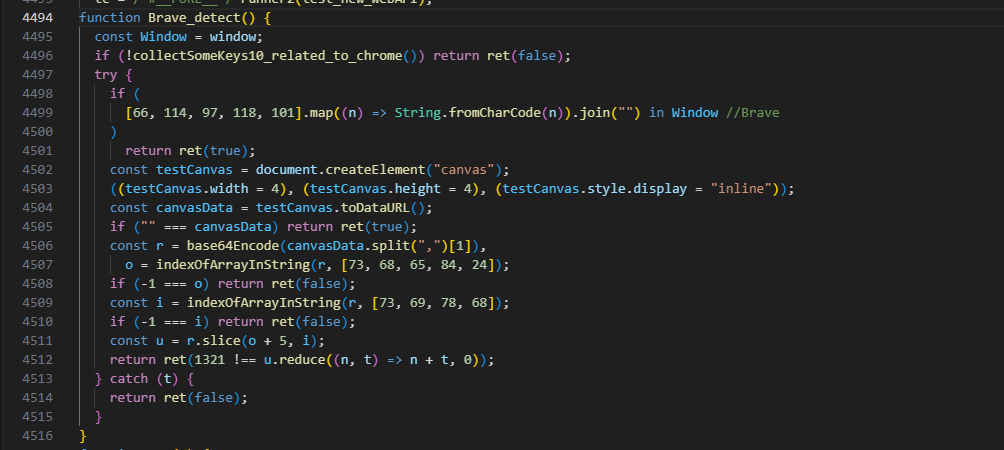 4494 function Brave_detect() {
4495   const Window = window;
4496   if (!collectSomeKeys10_related_to_chrome()) return ret(false);
4497   try {
4498     if (
4499       [66, 114, 97, 118, 101].map((n) => String.fromCharCode(n)).join("") in Window //Brave
4500     )
4501       return ret(true);
4502     const testCanvas = document.createElement("canvas");
4503     ((testCanvas.width = 4), (testCanvas.height = 4), (testCanvas.style.display = "inline"));
4504     const canvasData = testCanvas.toDataURL();
4505     if ("" === canvasData) return ret(true);
4506     const r = base64Encode(canvasData.split(",")[1]),
4507       o = indexOfArrayInString(r, [73, 68, 65, 84, 24]);
4508     if (-1 === o) return ret(false);
4509     const i = indexOfArrayInString(r, [73, 69, 78, 68]);
4510     if (-1 === i) return ret(false);
4511     const u = r.slice(o + 5, i);
4512     return ret(1321 !== u.reduce((n, t) => n + t, 0));
4513   } catch (t) {
4514     return ret(false);
4515   }
4516 }